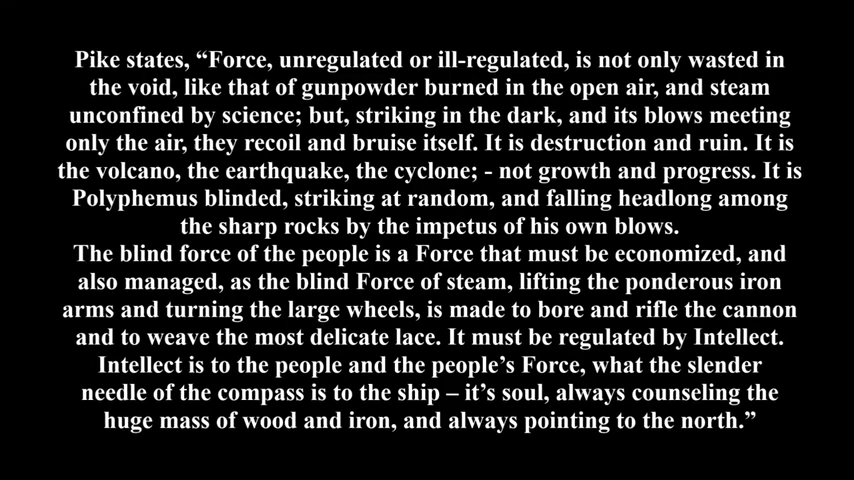 Pike states, “Force, unregulated or ill-regulated, is not only wasted in
the void, like that of gunpowder burned in the open air, and steam
unconfined by science; but, striking in the dark, and its blows meeting
only the air, they recoil and bruise itself. It is destruction and ruin. It is
the volcano, the earthquake, the cyclone; - not growth and progress. It is
Polyphemus blinded, striking at random, and falling headlong among
the sharp rocks by the impetus of his own blows.
The blind force of the people is a Force that must be economized, and
also managed, as the blind Force of steam, lifting the ponderous iron
arms and turning the large wheels, is made to bore and rifle the cannon
and to weave the most delicate lace. It must be regulated by Intellect.
Intellect is to the people and the people’s Force, what the slender
needle of the compass is to the ship – it’s soul, always counseling the
huge mass of wood and iron, and always pointing to the north.”